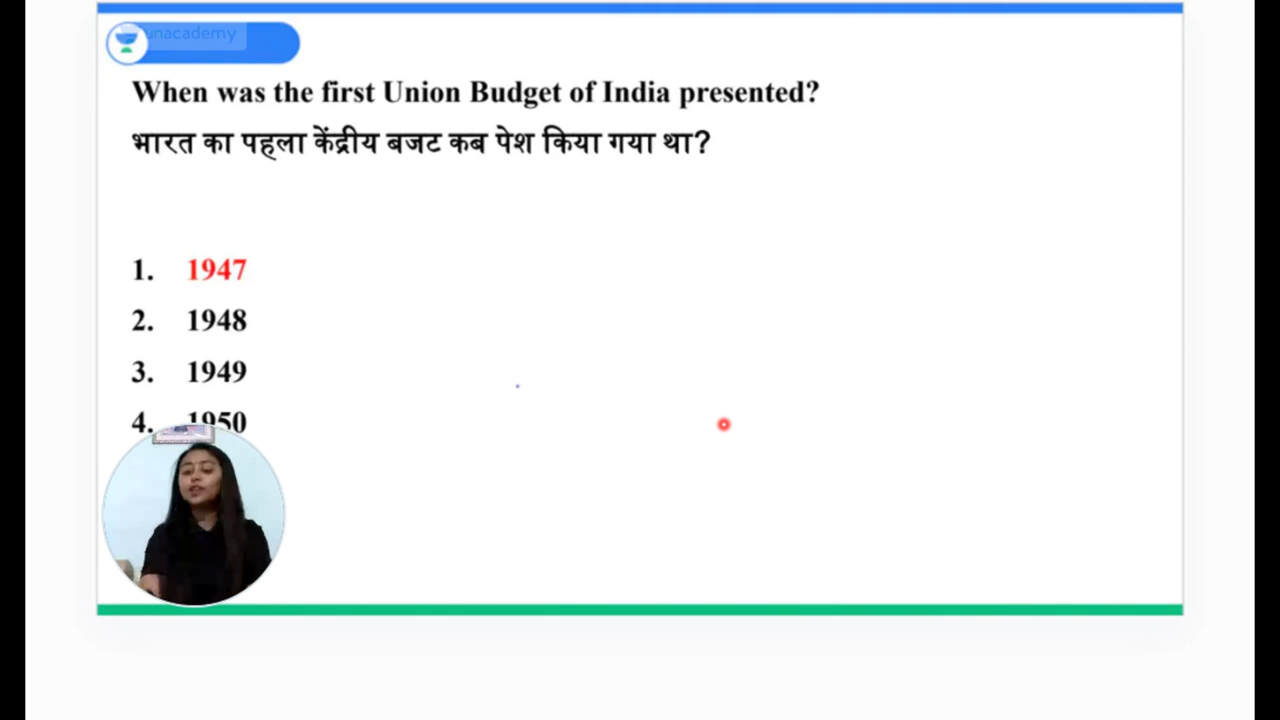 unacademy
When was the first Union Budget of India presented?
भारत का पहला केंद्रीय बजट कब पेश किया गया था?
1. 1947
2. 1948
3. 1949
4. 1950